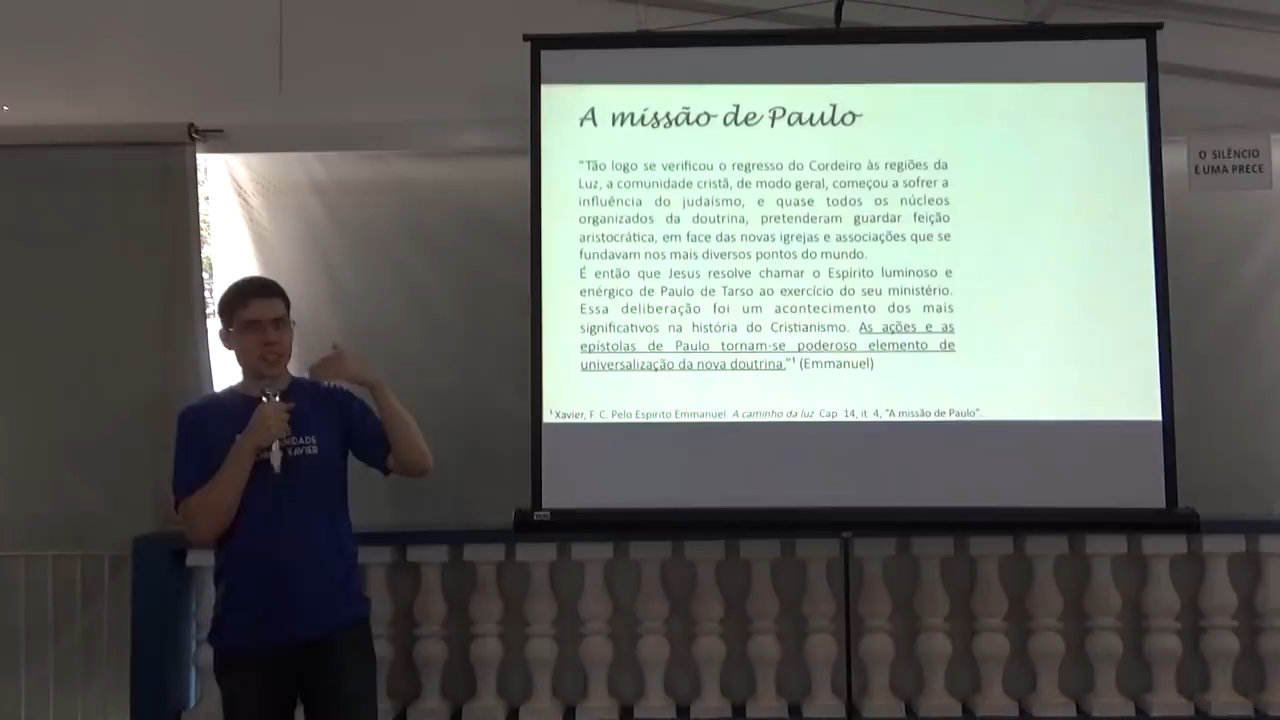 A missão de Paulo
"Tão logo se verificou o regresso do Cordeiro às regiões da
Luz, a comunidade cristã, de modo geral, começou a sofrer a
influência do judaísmo, e quase todos os núcleos
organizados da doutrina, pretenderam guardar feição
aristocrática, em face das novas igrejas e associações que se
fundavam nos mais diversos pontos do mundo.
É então que Jesus resolve chamar o Espírito luminoso e
enérgico de Paulo de Tarso ao exercício do seu ministério.
Essa deliberação foi um acontecimento dos mais
significativos na história do Cristianismo. As ações e as
epístolas de Paulo tornam-se poderoso elemento de
universalização da nova doutrina."¹ (Emmanuel)
¹ Xavier, F. C. Pelo Espírito Emmanuel. A caminho da luz. Cap. 14, it. 4, "A missão de Paulo".
O SILÊNCIO
É UMA PRECE
XAVIER